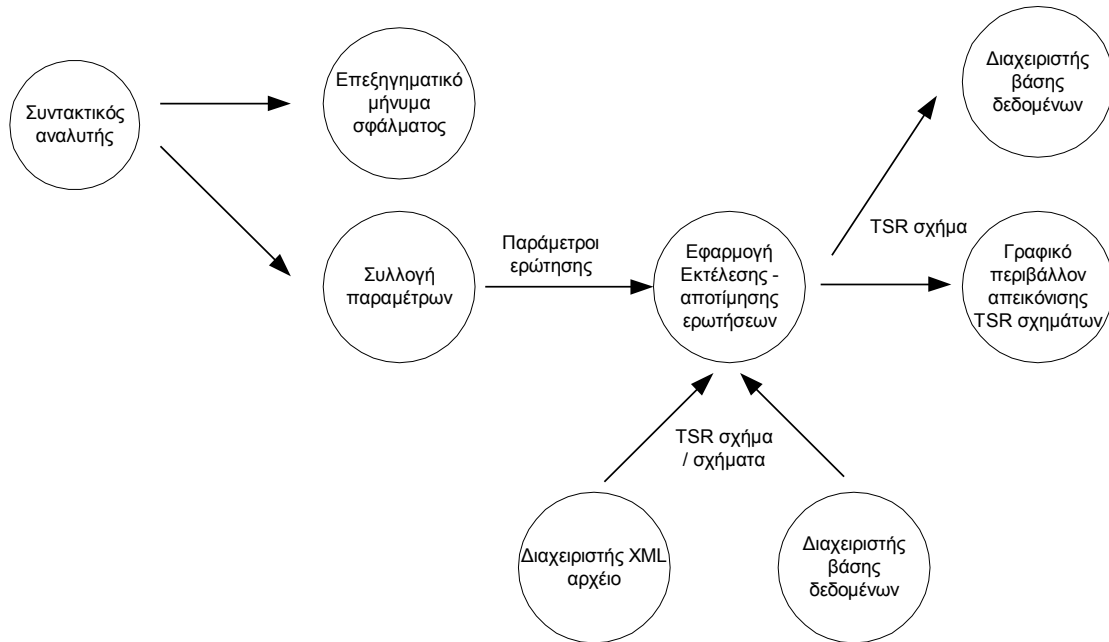 Συντακτικός
αναλυτής
Επεξηγηματικό
μήνυμα
σφάλματος
Διαχειριστής
βάσης
δεδομένων
Συλλογή
παραμέτρων
Παράμετροι
ερώτησης
Εφαρμογή
Εκτέλεσης -
αποτίμησης
ερωτήσεων
TSR σχήμα
Γραφικό
περιβάλλον
απεικόνισης
TSR σχημάτων
TSR σχήμα
/ σχήματα
Διαχειριστής XML
αρχείο
Διαχειριστής
βάσης
δεδομένων